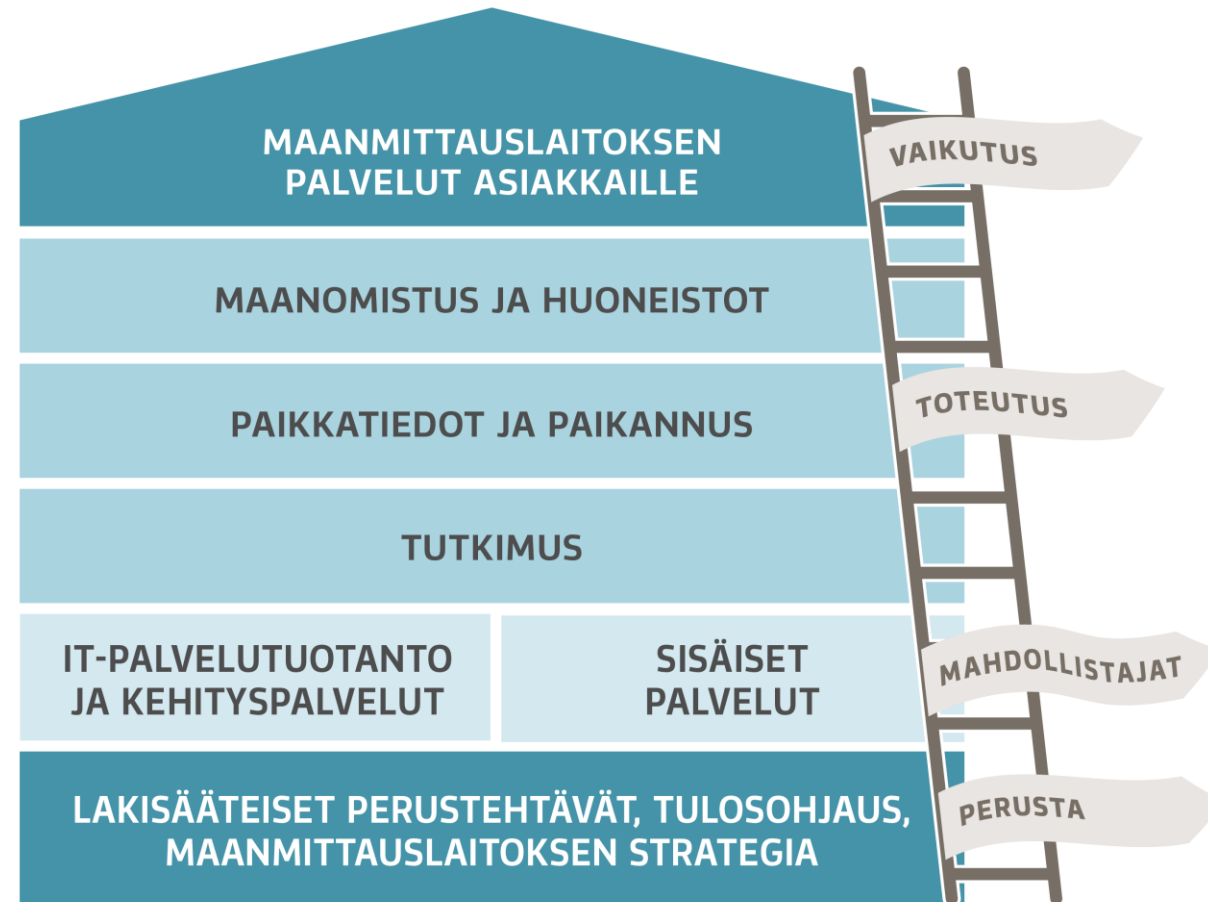 MAANMITTAUSLAITOKSEN
PALVELUT ASIAKKAILLE
VAIKUTUS
MAANOMISTUS JA HUONEISTOT
PAIKKATIEDOT JA PAIKANNUS
TOTEUTUS
TUTKIMUS
IT-PALVELUTUOTANTO
JA KEHITYSPALVELUT
SISÄISET
PALVELUT
MAHDOLLISTAJAT
LAKISÄÄTEISET PERUSTEHTÄVÄT, TULOSOHJAUS,
MAANMITTAUSLAITOKSEN STRATEGIA
PERUSTA